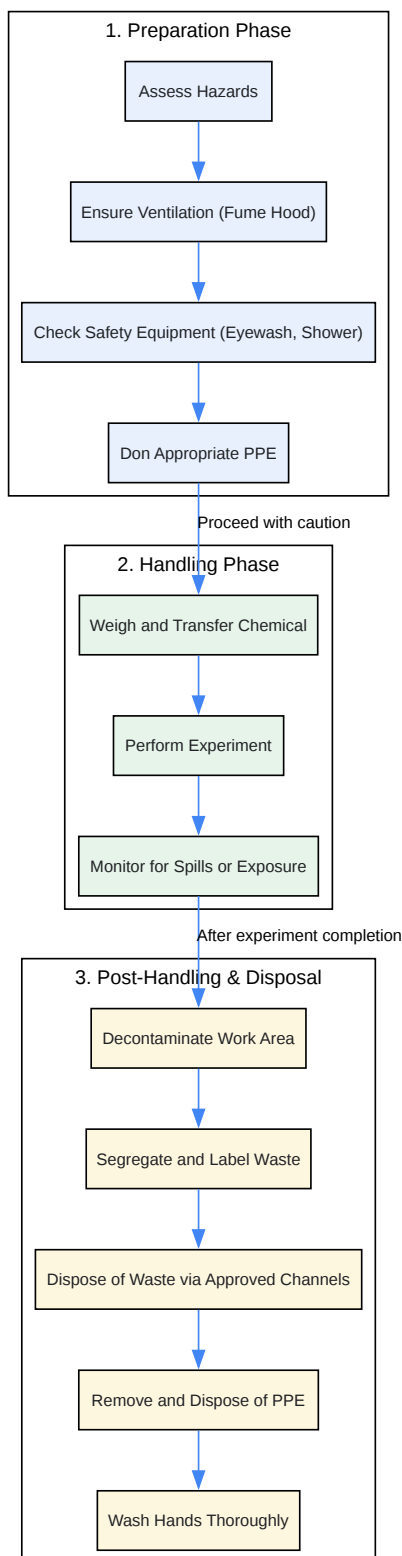 1. Preparation Phase
Assess Hazards
Ensure Ventilation (Fume Hood)
Check Safety Equipment (Eyewash, Shower)
Don Appropriate PPE
Proceed with caution
2. Handling Phase
Weigh and Transfer Chemical
Perform Experiment
Monitor for Spills or Exposure
After experiment completion
3. Post-Handling & Disposal
Decontaminate Work Area
Segregate and Label Waste
Dispose of Waste via Approved Channels
Remove and Dispose of PPE
Wash Hands Thoroughly